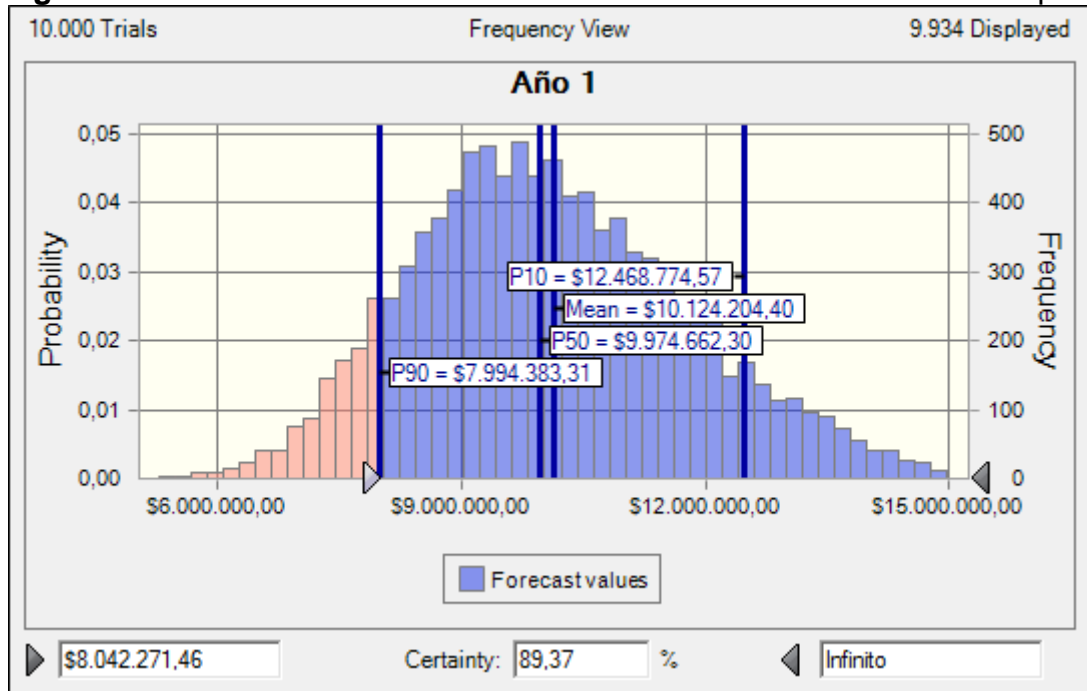 10.000 Trials Frequency View 9.934 Displayed
Año 1
0,05 500
0,04 400
0,03 300
0,02 200
0,01 100
0,00 0
Probability
Frequency
P10 = $12.468.774,57
Mean = $10.124.204,40
P50 = $9.974.662,30
P90 = $7.994.383,31
$6.000.000,00 $9.000.000,00 $12.000.000,00 $15.000.000,00
Forecast values
$8.042.271,46 Certainty: 89,37 % Infinito